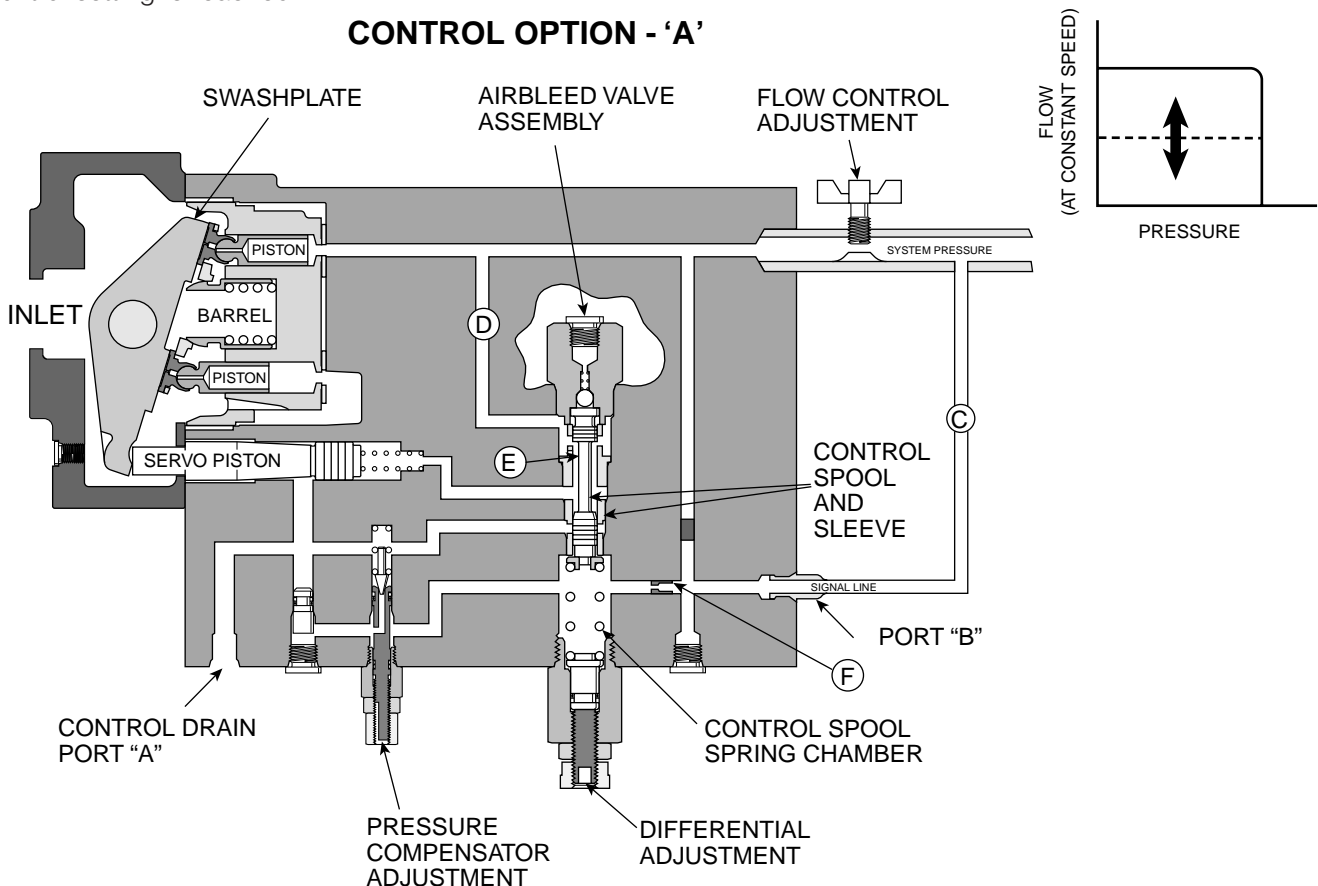 CONTROL OPTION - ‘A’
SWASHPLATE
AIRBLEED VALVE
ASSEMBLY
FLOW CONTROL
ADJUSTMENT
FLOW
(AT CONSTANT SPEED)
PRESSURE
PISTON
SYSTEM PRESSURE
INLET
BARREL
D
PISTON
C
SERVO PISTON
E
CONTROL
SPOOL
AND
SLEEVE
SIGNAL LINE
PORT “B”
F
CONTROL DRAIN
PORT “A”
CONTROL SPOOL
SPRING CHAMBER
PRESSURE
COMPENSATOR
ADJUSTMENT
DIFFERENTIAL
ADJUSTMENT